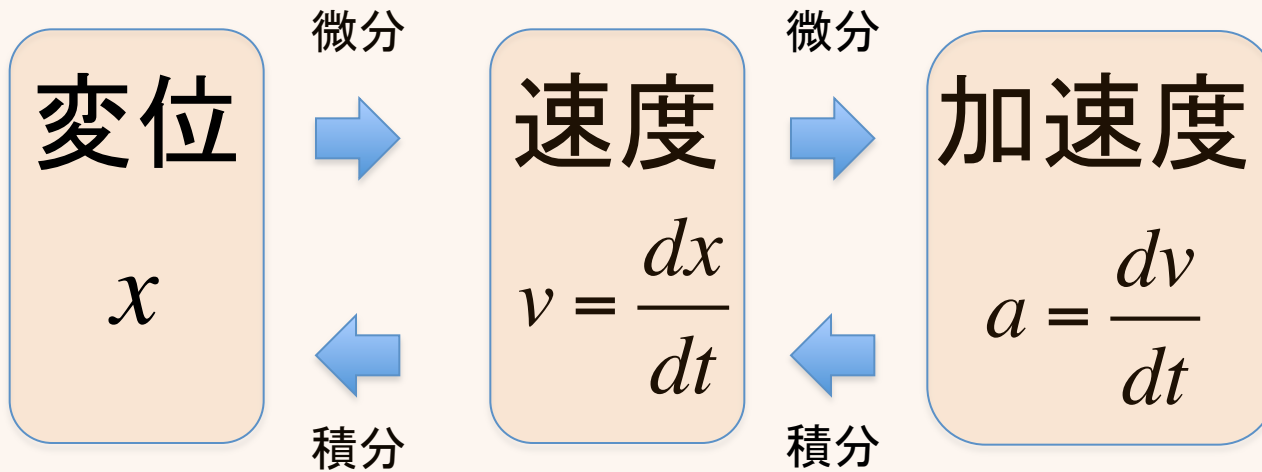 微分
微分
変位
速度
加速度
x
v = dx/dt
a = dv/dt
積分
積分